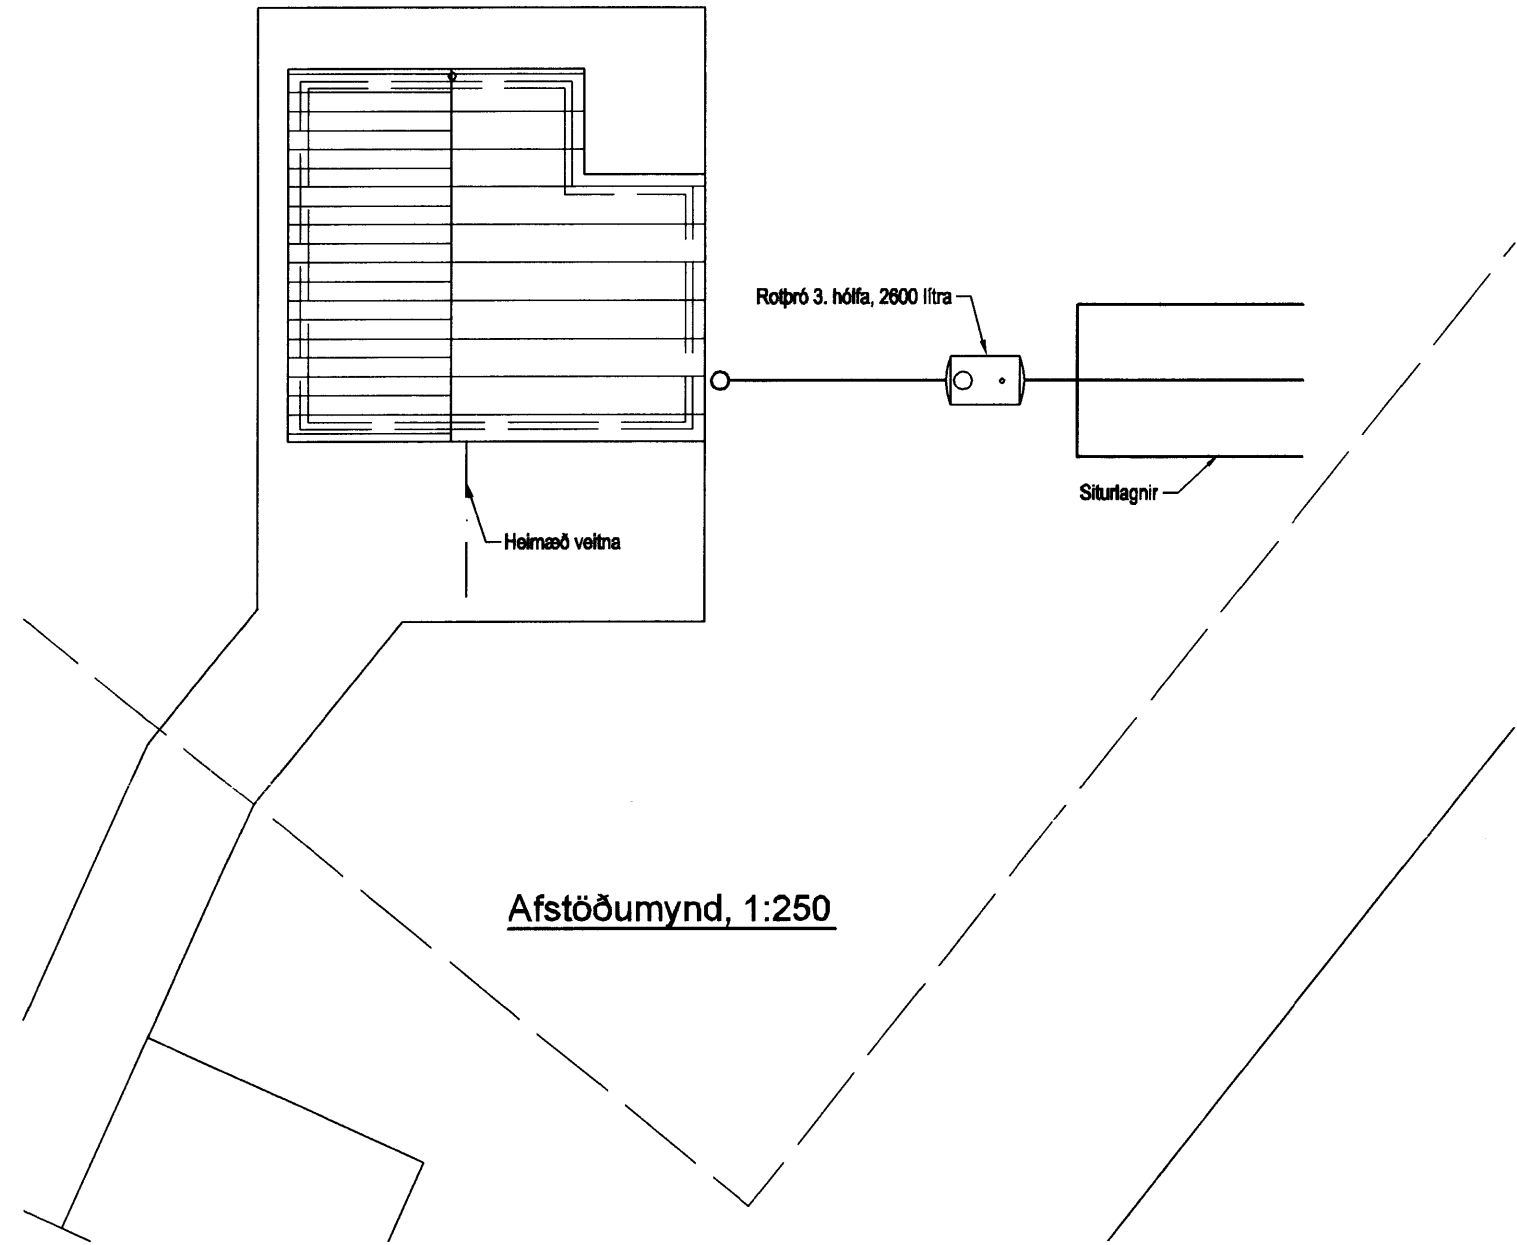 Rotþró 3. hólfa, 2600 lítra
Siturlagnir
Heimæð veitna
Afstöðumynd, 1:250